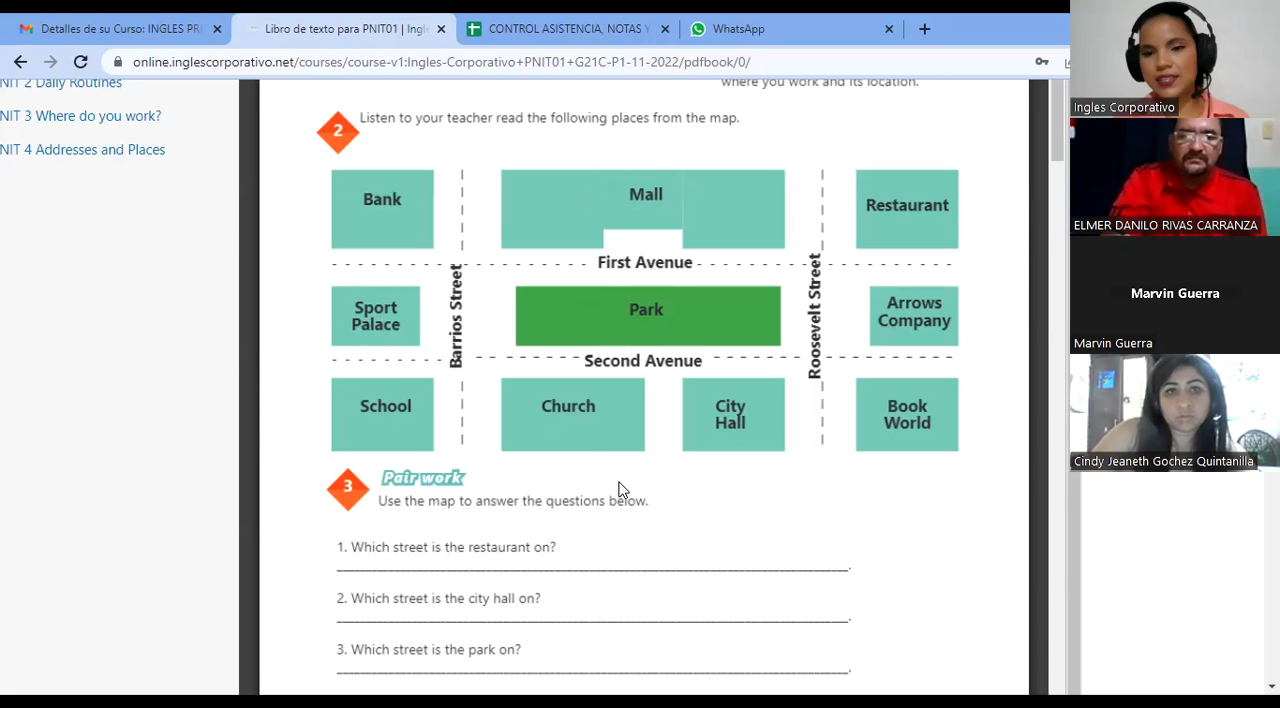 Detalles de su Curso: INGLES PRI
Libro de texto para PNIT01 | Ingl
CONTROL ASISTENCIA, NOTAS Y
WhatsApp
online.inglescorporativo.net/courses/course-v1:Ingles-Corporativo+PNIT01+G21C-P1-11-2022/pdfbook/0/
NIT 2 Daily Routines
NIT 3 Where do you work?
NIT 4 Addresses and Places
where you work and its location.
2
Listen to your teacher read the following places from the map.
Bank
Mall
Restaurant
First Avenue
Sport
Palace
Barrios Street
Park
Roosevelt Street
Arrows
Company
Second Avenue
School
Church
City
Hall
Book
World
3
Pair work
Use the map to answer the questions below.
1. Which street is the restaurant on?
2. Which street is the city hall on?
3. Which street is the park on?
Ingles Corporativo
ELMER DANILO RIVAS CARRANZA
Marvin Guerra
Marvin Guerra
Cindy Jeaneth Gochez Quintanilla